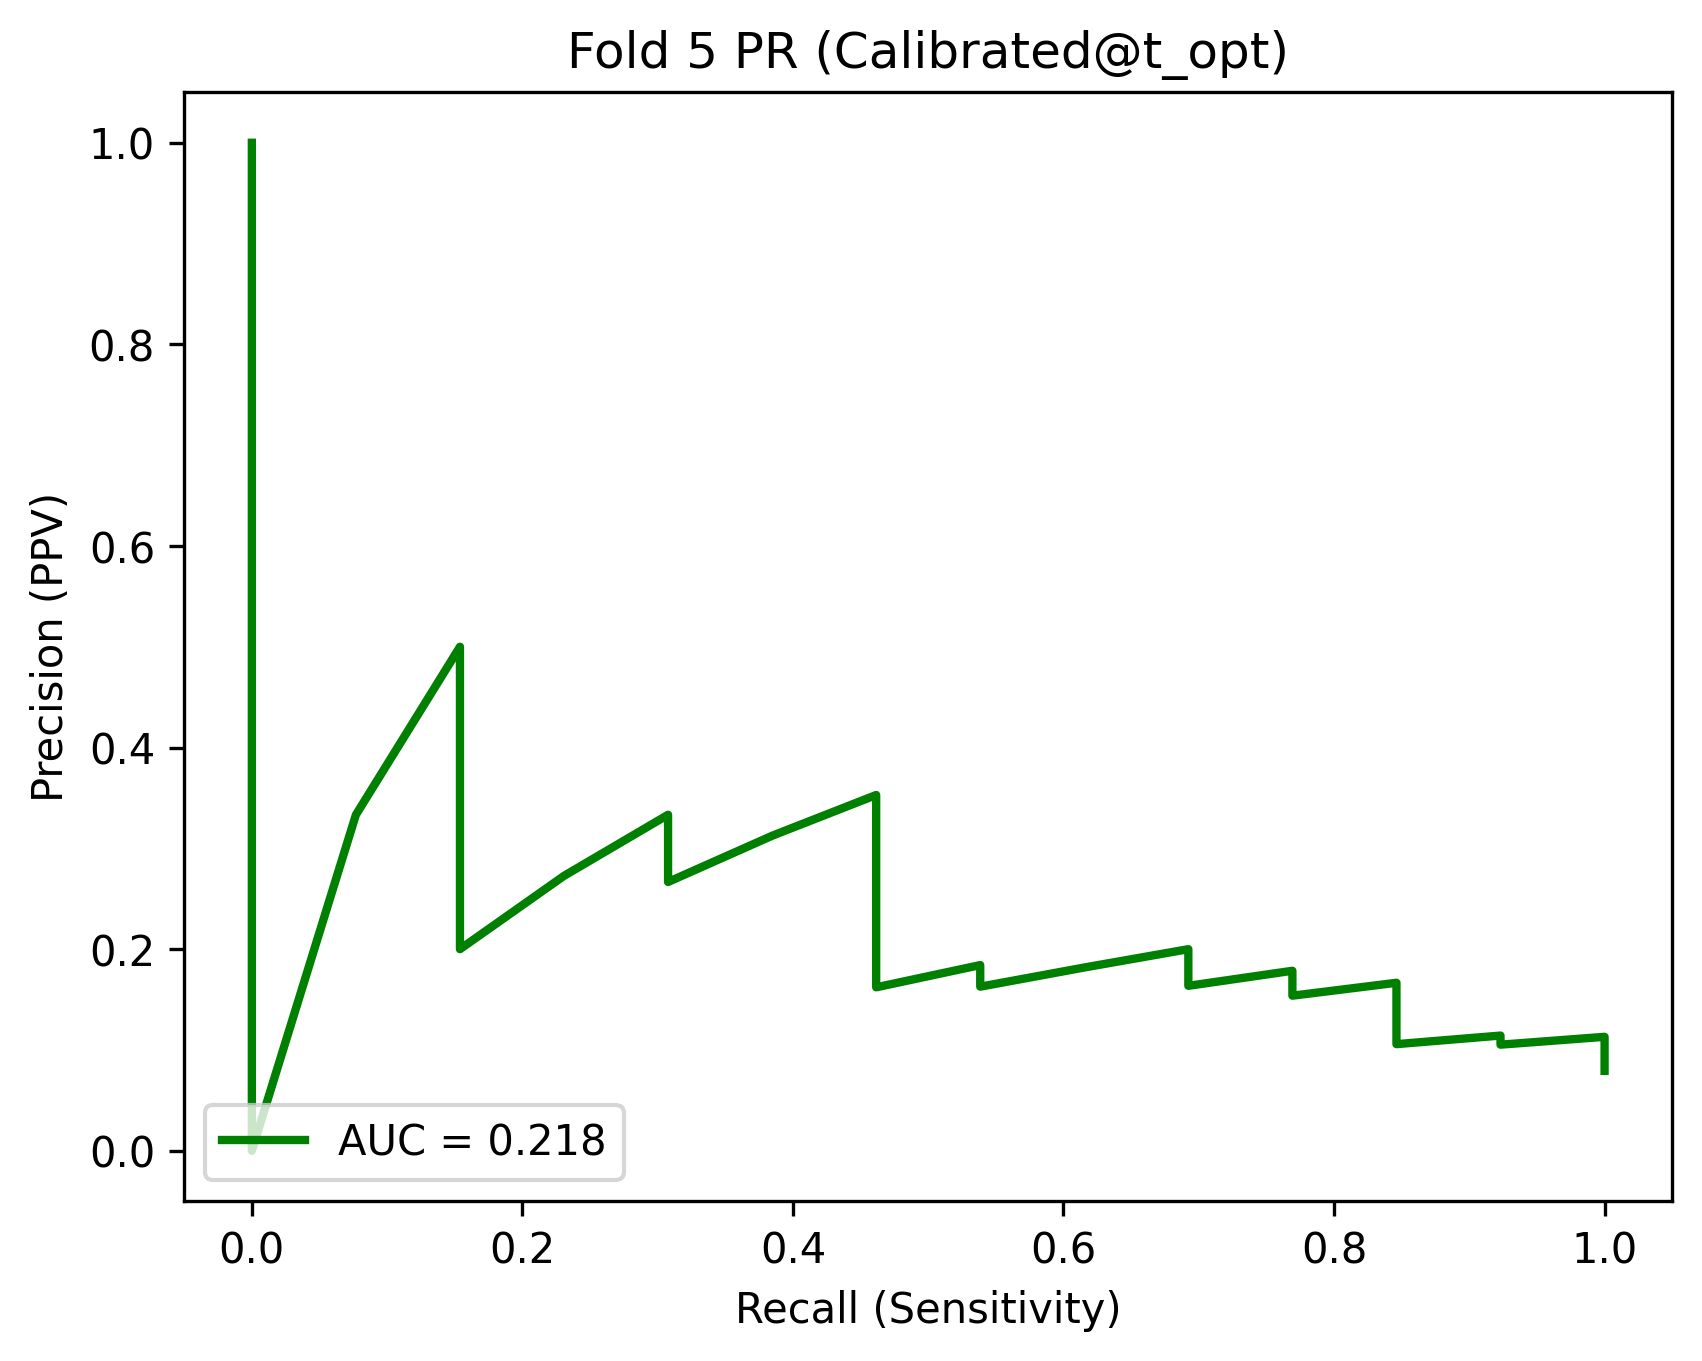 Fold 5 PR (Calibrated@t_opt)
Precision (PPV)
1.0
0.8
0.6
0.4
0.2
0.0
AUC = 0.218
0.0 0.2 0.4 0.6 0.8 1.0
Recall (Sensitivity)